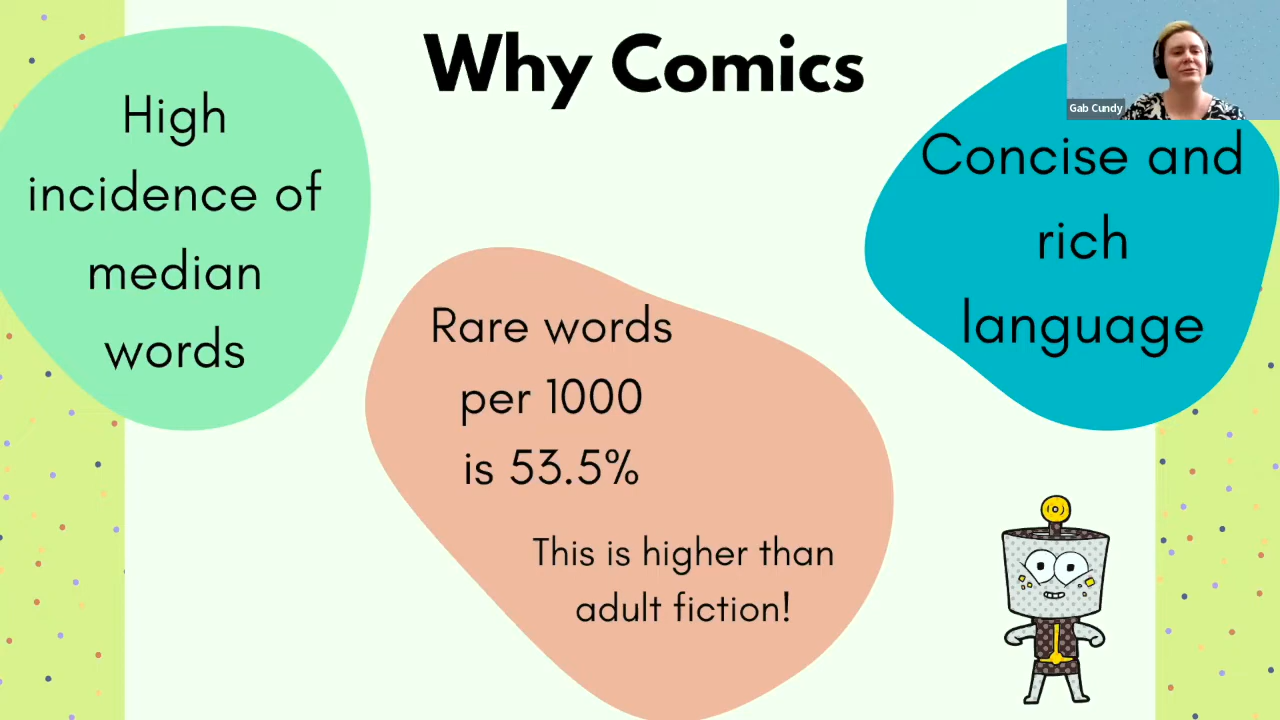 Why Comics
High
incidence of
median
words
Rare words
per 1000
is 53.5%
This is higher than
adult fiction!
Concise and
rich
language
Gab Cundy